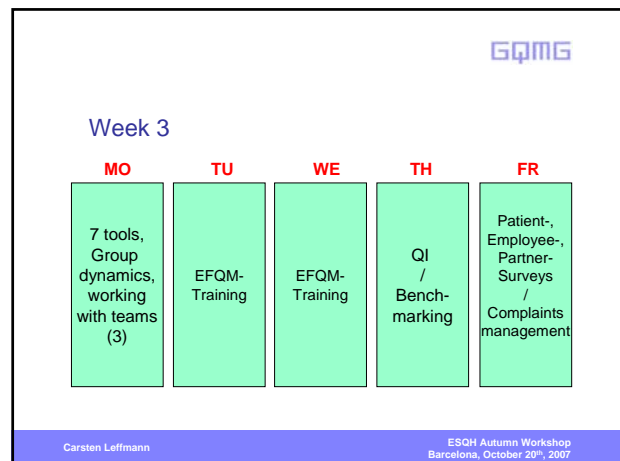 GQMG
Week 3
MO TU WE TH FR
7 tools,
Group
dynamics,
working
with teams
(3)
EFQM-
Training
EFQM-
Training
QI
/
Bench-
marking
Patient-,
Employee-,
Partner-
Surveys
/
Complaints
management
Carsten Leffmann
ESQH Autumn Workshop
Barcelona, October 20th, 2007